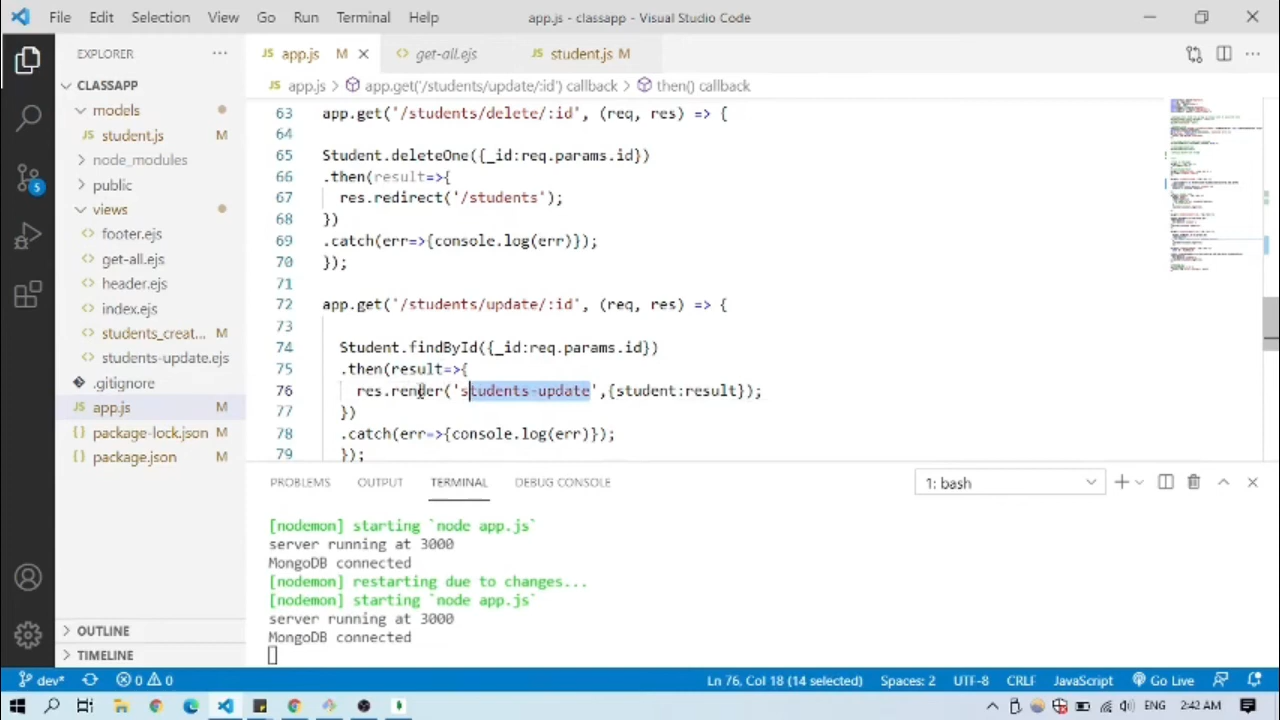 File Edit Selection View Go Run Terminal Help app.js - classapp - Visual Studio Code
EXPLORER
CLASSAPP
models
student.js M
node_modules
public
views
footer.ejs
get-all.ejs
header.ejs
index.ejs
students_creat... M
students-update.ejs
.gitignore
app.js M
package-lock.json M
package.json M
OUTLINE
TIMELINE
5
JS app.js M
get-all.ejs
JS student.js M
JS app.js > app.get('/students/update/:id') callback > then() callback
63 app.get('/students/delete/:id', (req, res) => {
64
65 Student.deleteOne(_id:req.params.id})
66 .then(result=>{
67 res.redirect('students');
68 })
69 .catch(err=>{console.log(err)});
70 });
71
72 app.get('/students/update/:id', (req, res) => {
73
74 Student.findById({_id:req.params.id})
75 .then(result=>{
76 res.render('students-update',{student:result});
77 })
78 .catch(err=>{console.log(err)});
79 });
PROBLEMS OUTPUT TERMINAL DEBUG CONSOLE 1: bash
[nodemon] starting `node app.js`
server running at 3000
MongoDB connected
[nodemon] restarting due to changes...
[nodemon] starting `node app.js`
server running at 3000
MongoDB connected
dev* 0 0 Ln 76, Col 18 (14 selected) Spaces: 2 UTF-8 CRLF JavaScript Go Live
ENG 2:42 AM